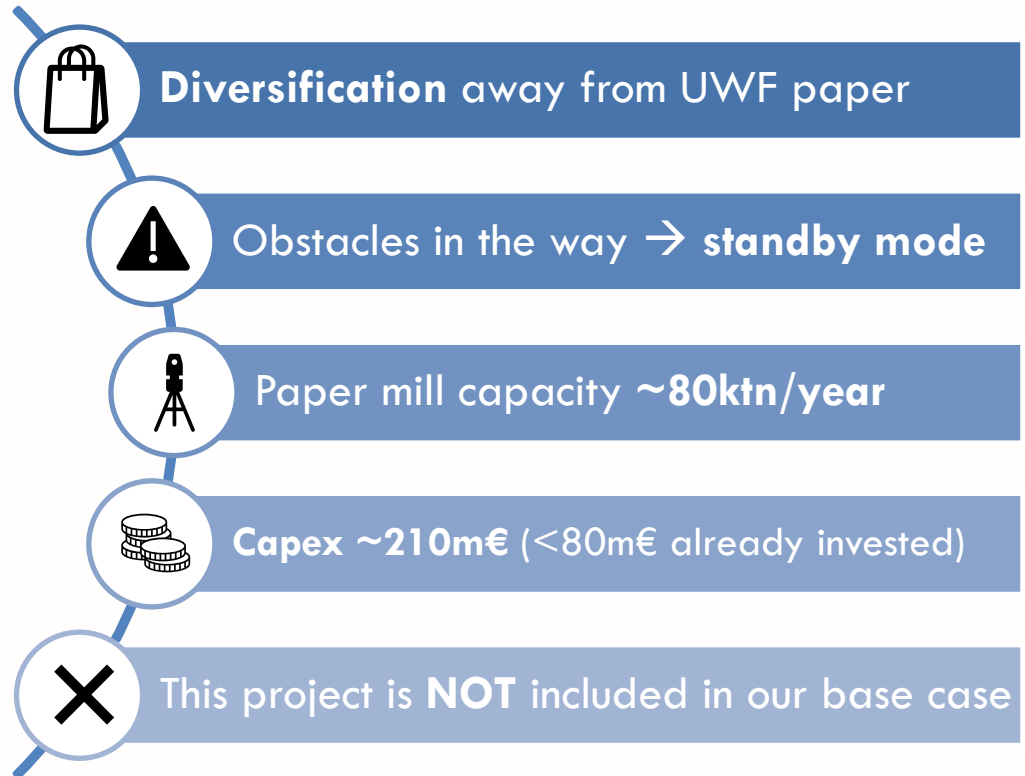 Diversification away from UWF paper
Obstacles in the way → standby mode
Paper mill capacity ~80ktn/year
Capex ~210m€ (<80m€ already invested)
This project is NOT included in our base case